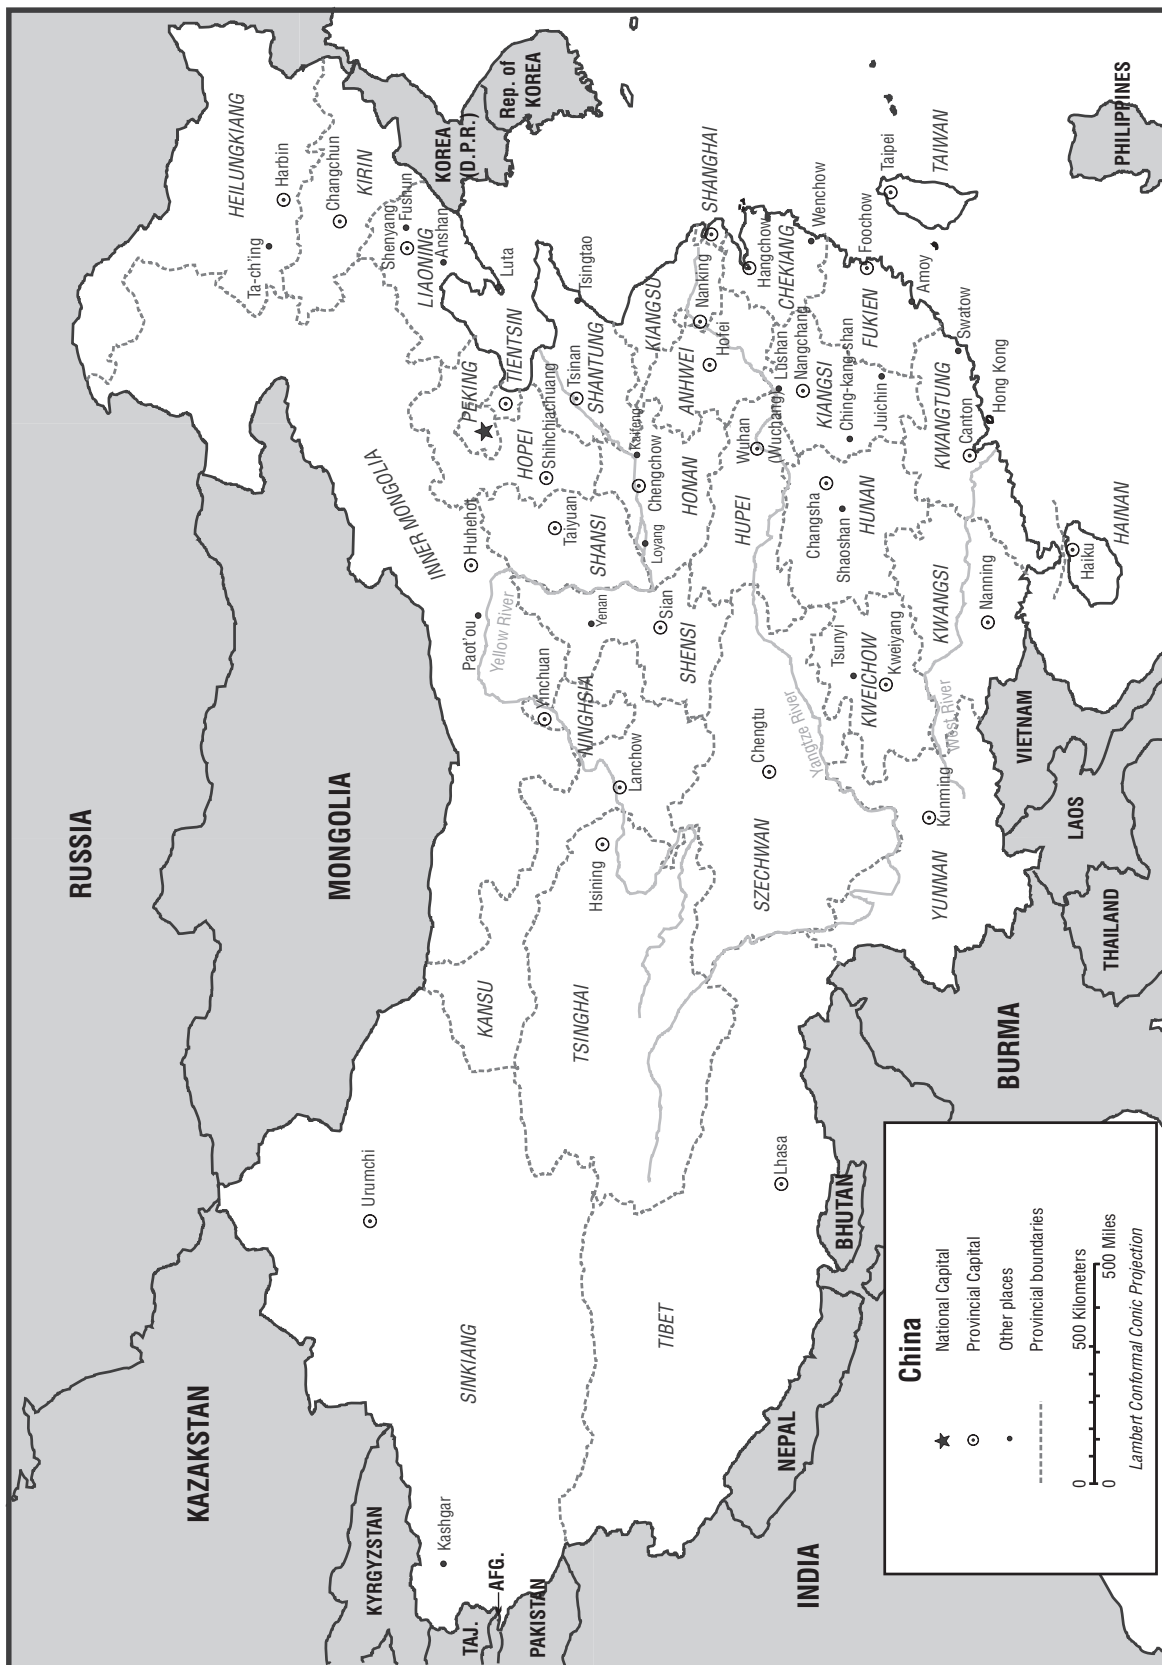 RUSSIA
KAZAKSTAN
MONGOLIA
KYRGYZSTAN
TAJ.
AFG.
PAKISTAN
INDIA
NEPAL
BHUTAN
BURMA
THAILAND
LAOS
VIETNAM
PHILIPPINES
KOREA
(D.P.R.)
Rep. of
KOREA
HEILUNGKIANG
Harbin
Ta-ch'ing
Changchun
KIRIN
Shenyang
Fushun
LIAONING
Anshan
Luta
INNER MONGOLIA
Huhehot
Paot'ou
PEKING
TIENTSIN
HOPEI
Shihchiachuang
Tsinan
SHANTUNG
Tsingtao
Taiyuan
SHANSI
Yellow River
Yinchuan
NINGHSIA
Yenan
Sian
SHENSI
Loyang
Kaifeng
Chengchow
HONAN
KIANGSU
Nanking
ANHWEI
Hofei
SHANGHAI
Hangchow
CHEKIANG
Wenchow
HUPEI
Wuhan
(Wuchang)
Lushan
Nangchang
KIANGSI
Ching-kang-shan
Juichin
FUKIEN
Foochow
Amoy
Taipei
TAIWAN
Swatow
KWANGTUNG
Canton
Hong Kong
Changsha
Shaoshan
HUNAN
HAINAN
Haiku
KWANGSI
Nanning
West River
Tsunyi
KWEICHOW
Kweiyang
Kunming
YUNNAN
Yangtze River
Chengtu
SZECHWAN
Lanchow
Hsining
KANSU
TSINGHAI
Urumchi
SINKIANG
Kashgar
TIBET
Lhasa
China
National Capital
Provincial Capital
Other places
Provincial boundaries
0 500 Kilometers
0 500 Miles
Lambert Conformal Conic Projection